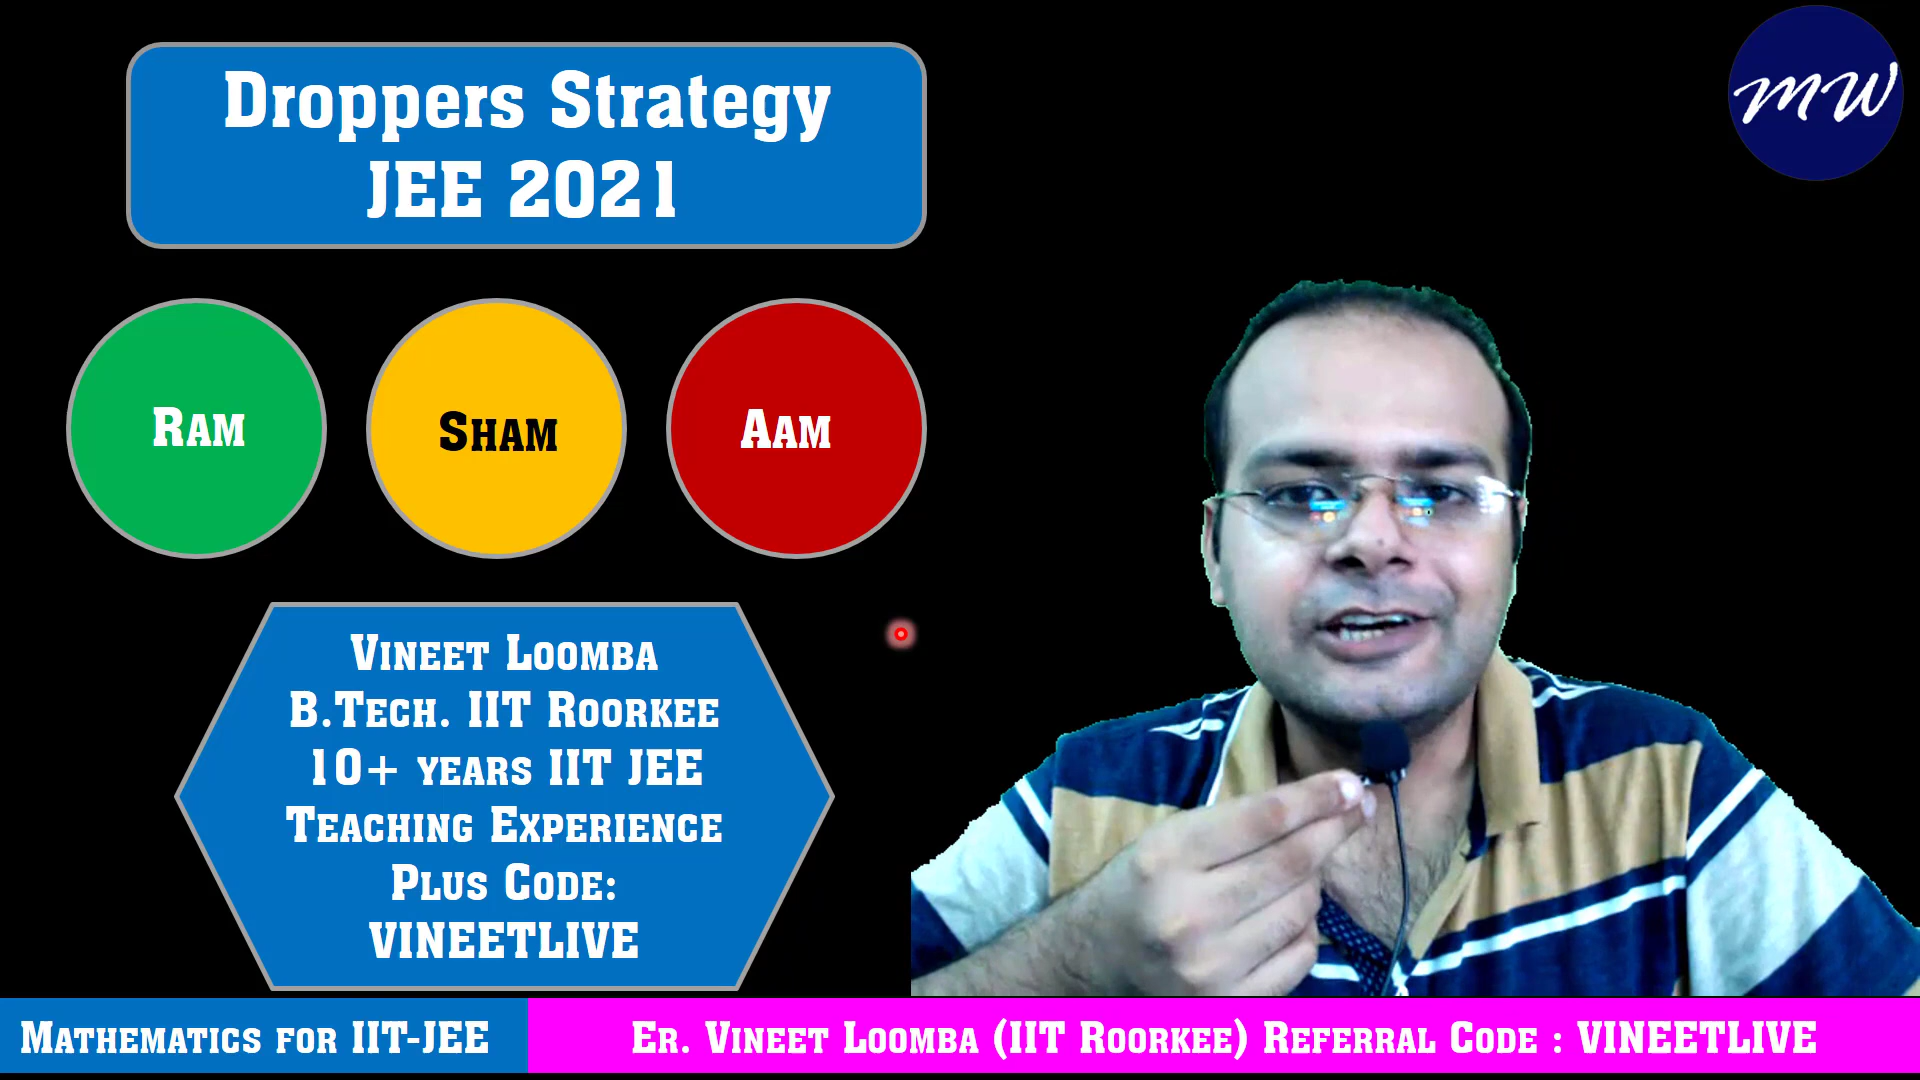 Droppers Strategy
JEE 2021
MW
RAM
SHAM
AAM
VINEET LOOMBA
B.TECH. IIT ROORKEE
10+ YEARS IIT JEE
TEACHING EXPERIENCE
PLUS CODE:
VINEETLIVE
MATHEMATICS FOR IIT-JEE
ER. VINEET LOOMBA (IIT ROORKEE) REFERRAL CODE : VINEETLIVE